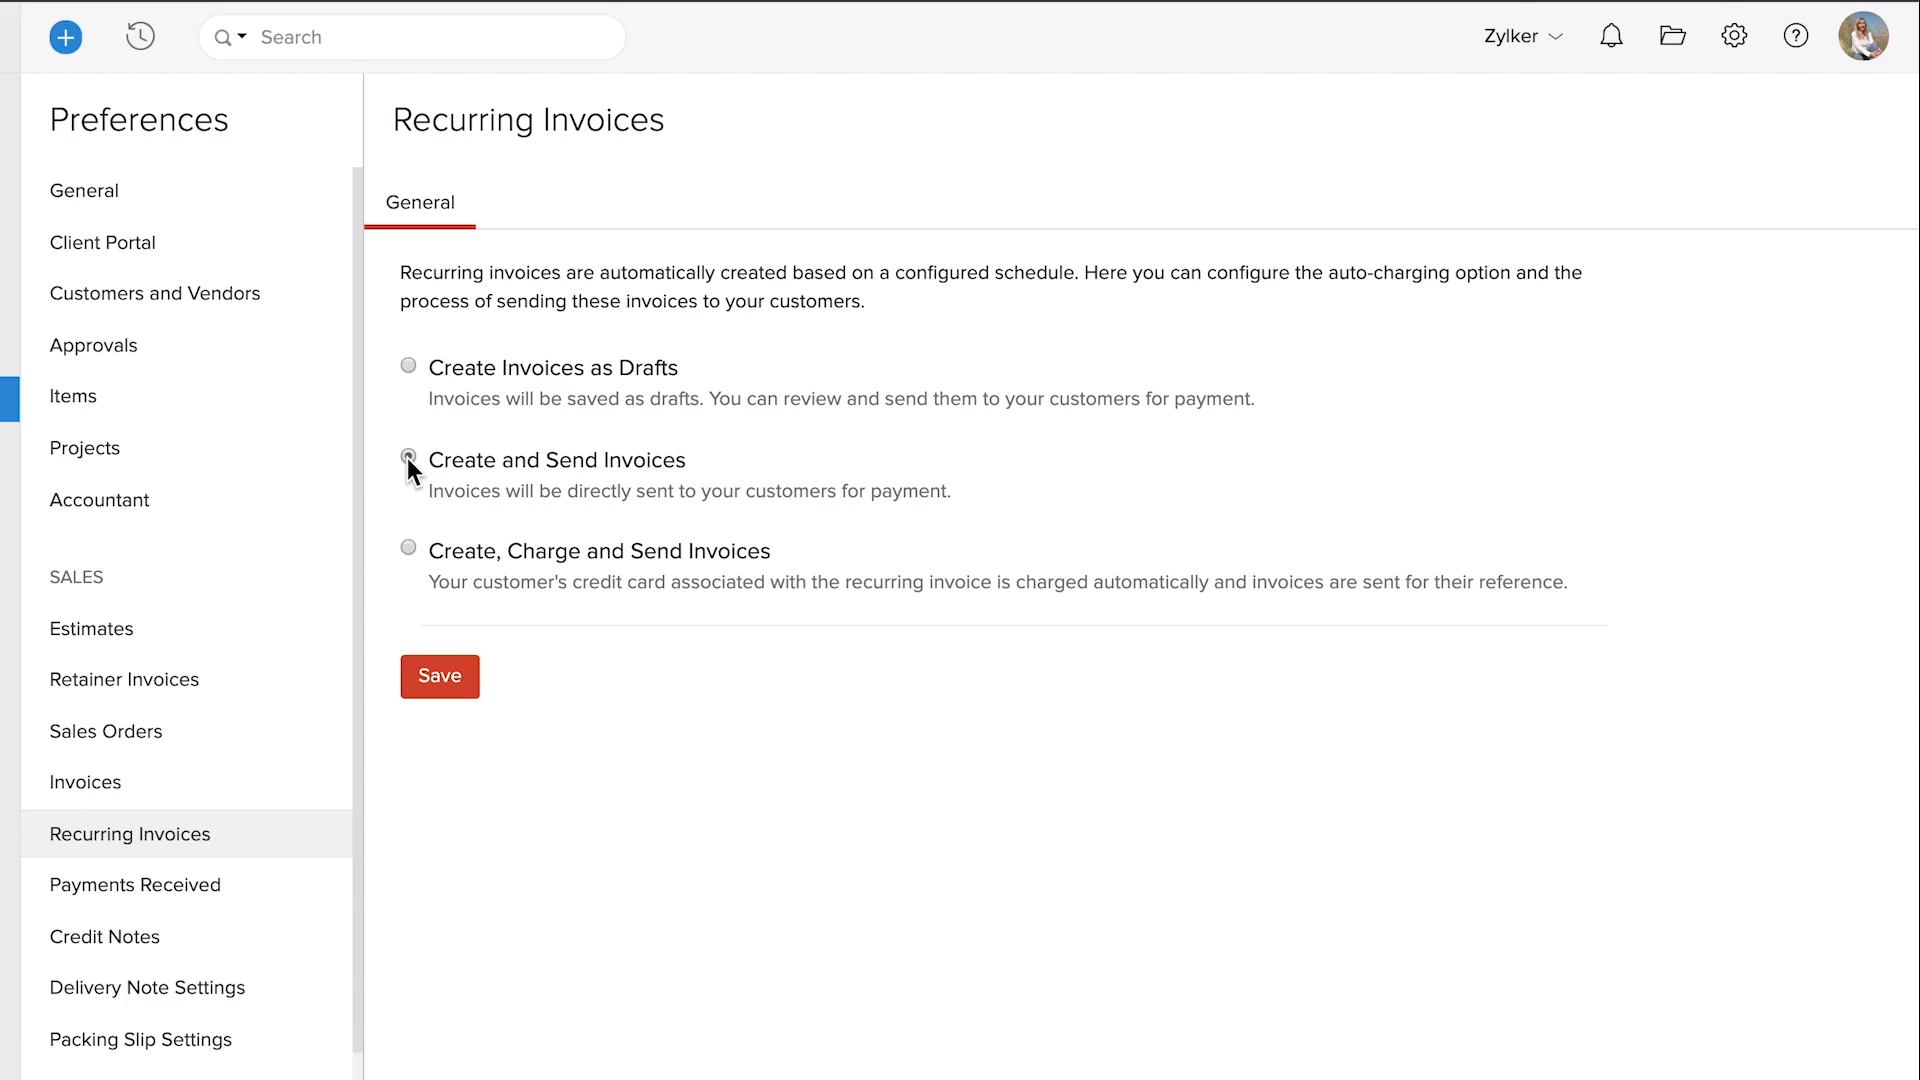 Search
Zylker
Preferences
General
Client Portal
Customers and Vendors
Approvals
Items
Projects
Accountant
SALES
Estimates
Retainer Invoices
Sales Orders
Invoices
Recurring Invoices
Payments Received
Credit Notes
Delivery Note Settings
Packing Slip Settings
Recurring Invoices
General
Recurring invoices are automatically created based on a configured schedule. Here you can configure the auto-charging option and the
process of sending these invoices to your customers.
Create Invoices as Drafts
Invoices will be saved as drafts. You can review and send them to your customers for payment.
Create and Send Invoices
Invoices will be directly sent to your customers for payment.
Create, Charge and Send Invoices
Your customer's credit card associated with the recurring invoice is charged automatically and invoices are sent for their reference.
Save